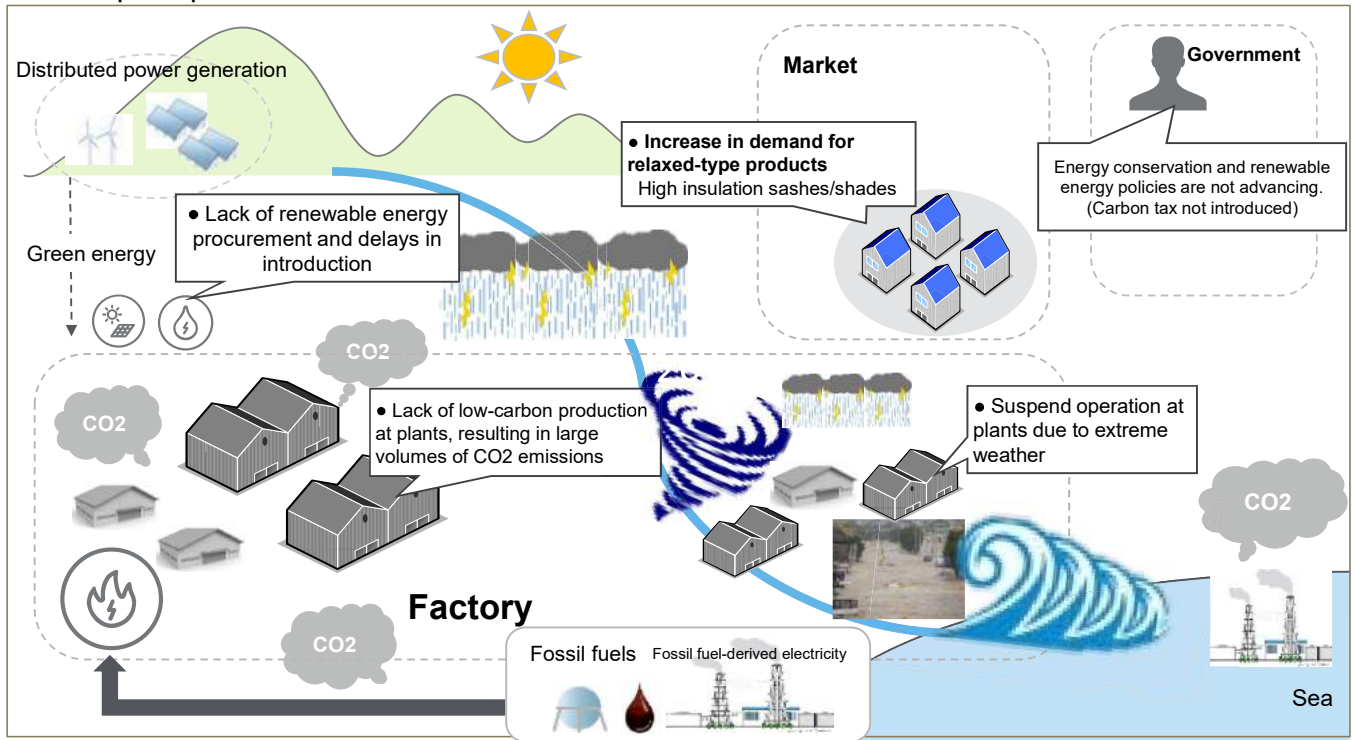 Distributed power generation
Market
Government
● Increase in demand for
relaxed-type products
High insulation sashes/shades
Energy conservation and renewable
energy policies are not advancing.
(Carbon tax not introduced)
● Lack of renewable energy
procurement and delays in
introduction
Green energy
CO2
CO2
● Lack of low-carbon production
at plants, resulting in large
volumes of CO2 emissions
● Suspend operation at
plants due to extreme
weather
CO2
Factory
CO2
Fossil fuels
Fossil fuel-derived electricity
Sea